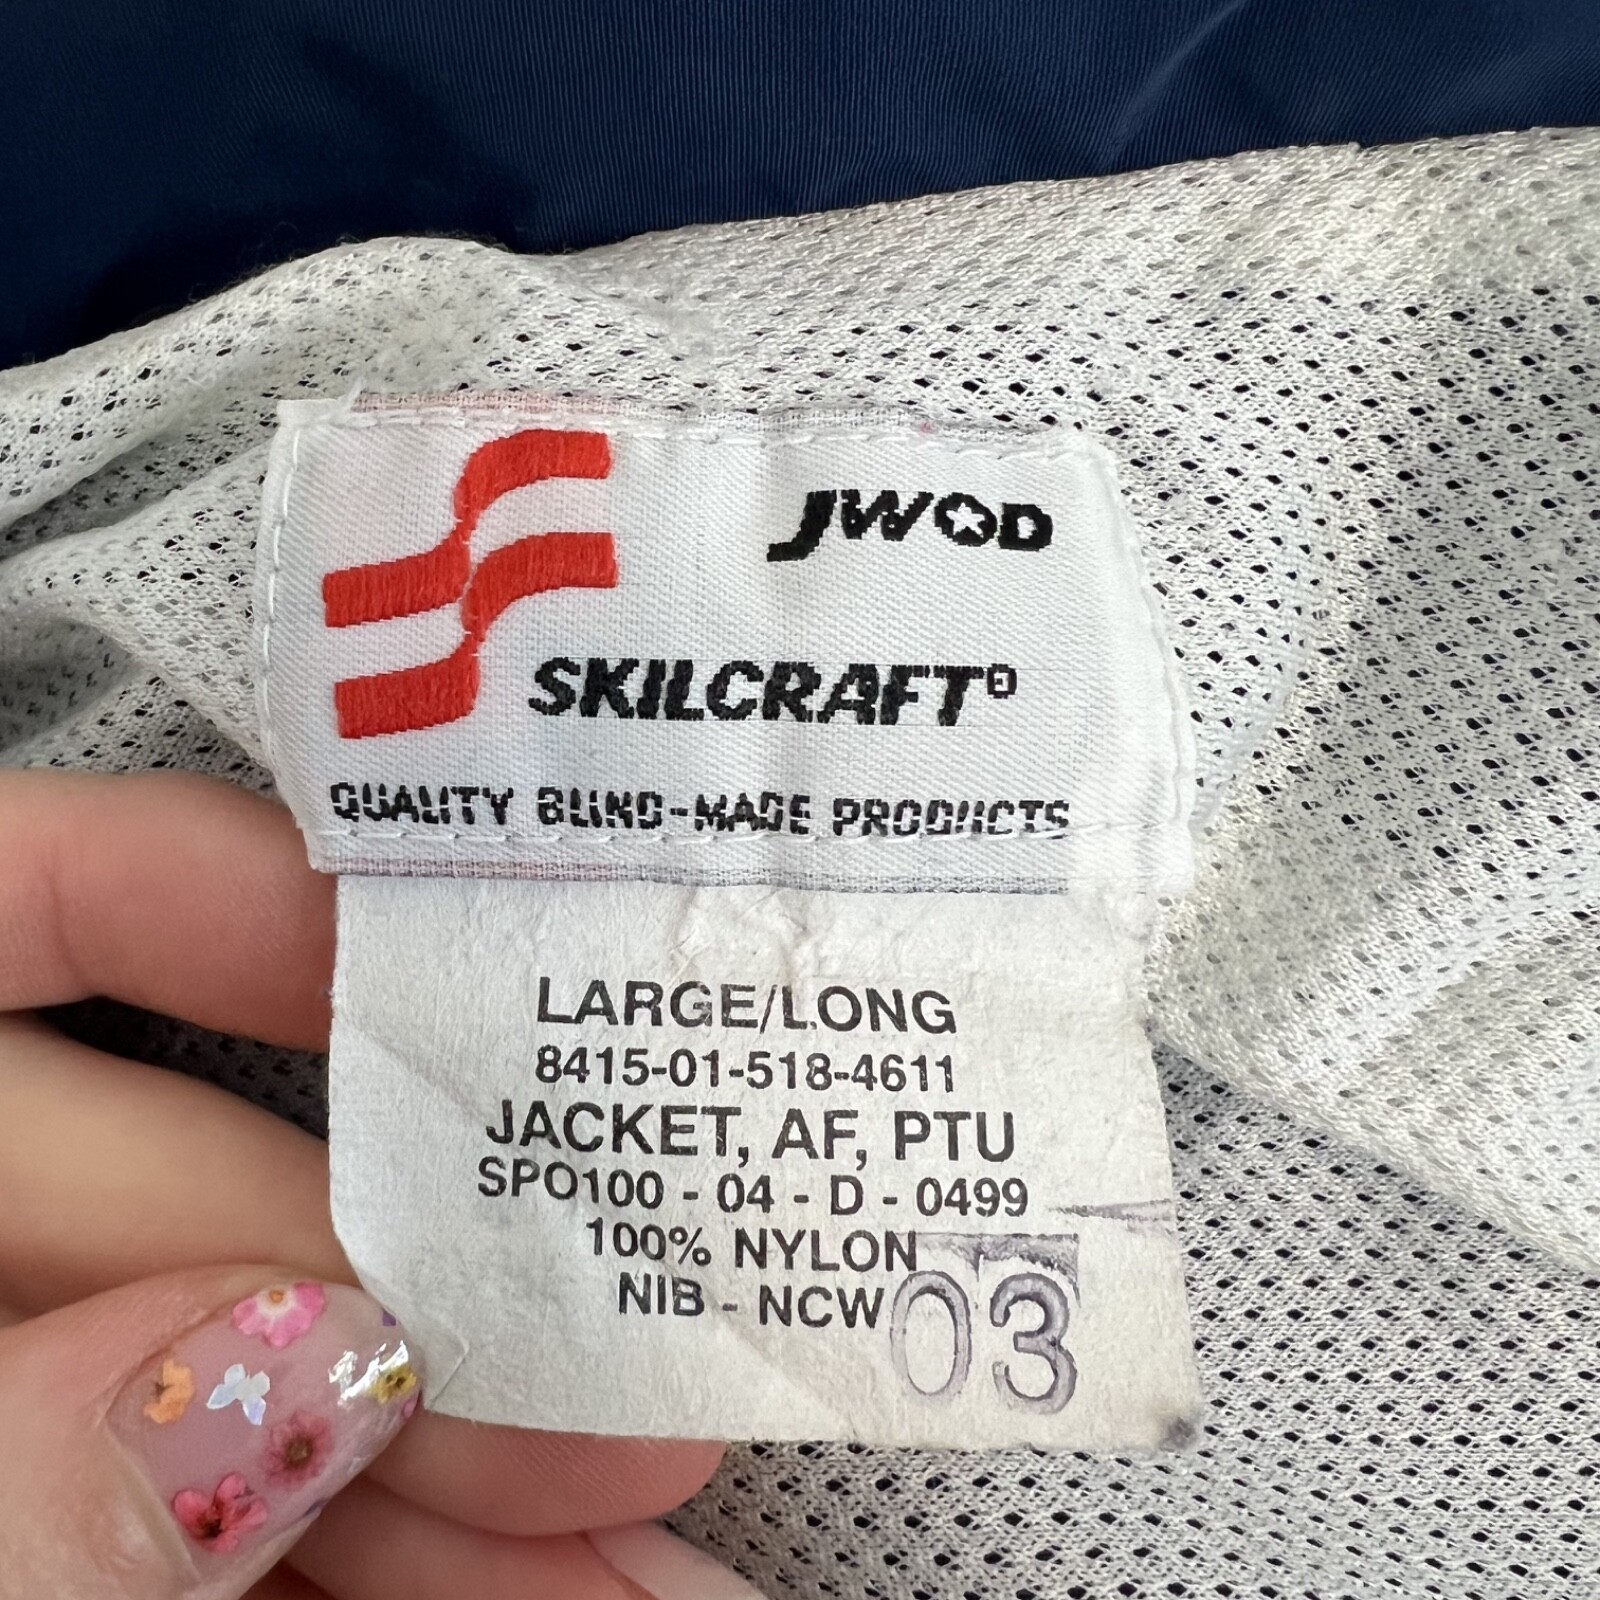 JWOD
SKILCRAFT®
QUALITY BLIND-MADE PRODUCTS
LARGE/LONG
8415-01-518-4611
JACKET, AF, PTU
SPO100 - 04 - D - 0499
100% NYLON
NIB - NCW
03